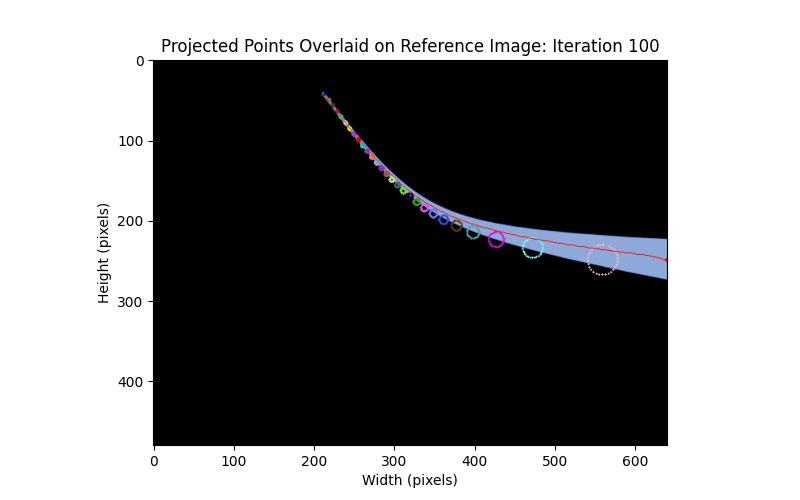 Projected Points Overlaid on Reference Image: Iteration 100
0
100
200
300
400
Height (pixels)
0 100 200 300 400 500 600
Width (pixels)